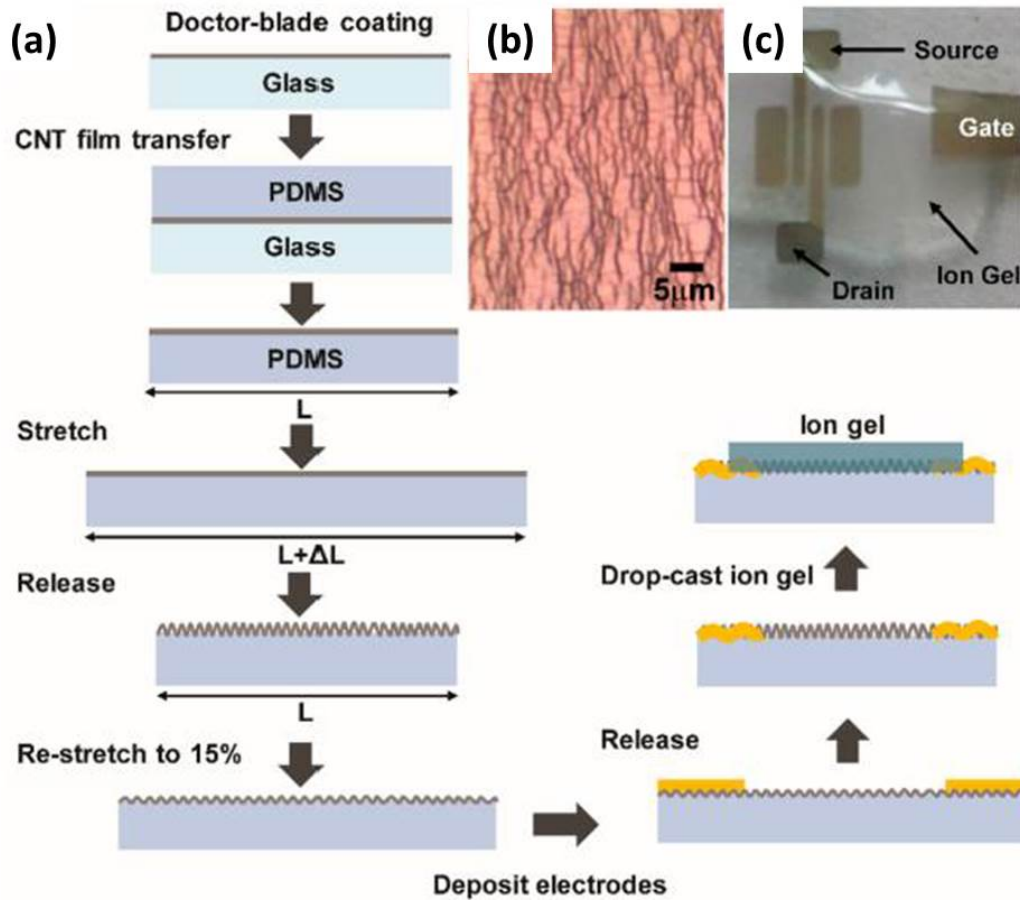 (a)
Doctor-blade coating
Glass
CNT film transfer
PDMS
Glass
PDMS
L
Stretch
L+ΔL
Release
L
Re-stretch to 15%
Deposit electrodes
Release
Drop-cast ion gel
Ion gel
(b)
5μm
(c)
Source
Gate
Ion Gel
Drain